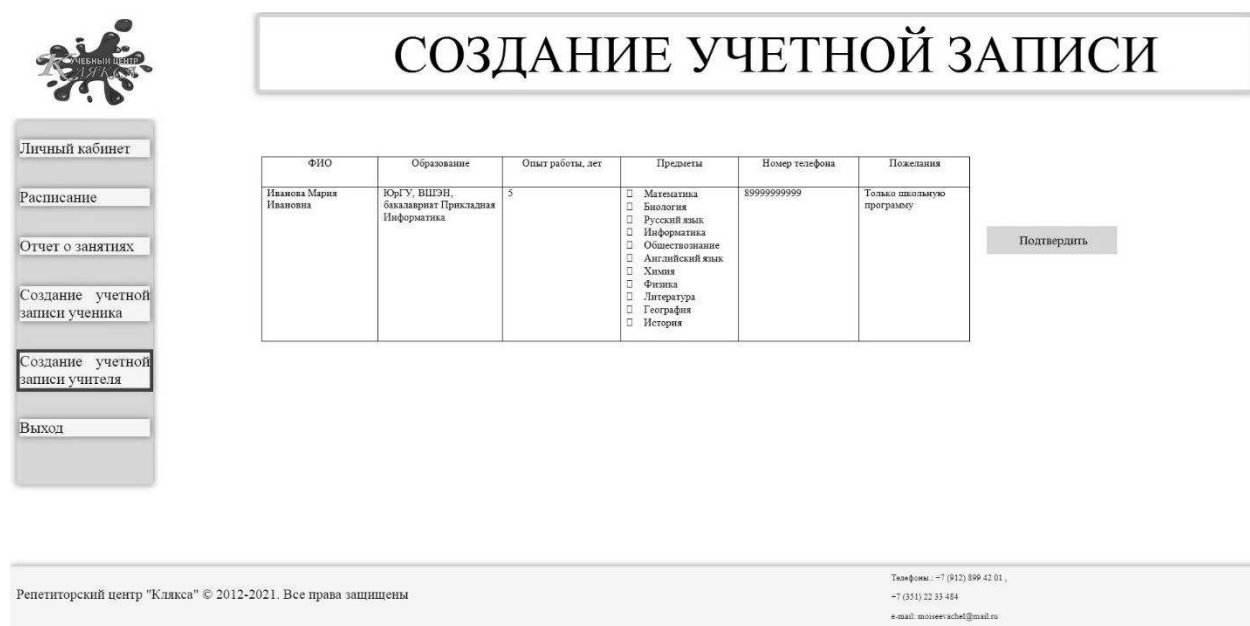 УЧЕБНЫЙ ЦЕНТР
КЛЯКСА
СОЗДАНИЕ УЧЕТНОЙ ЗАПИСИ
Личный кабинет
Расписание
Отчет о занятиях
Создание учетной
записи ученика
Создание учетной
записи учителя
Выход
ФИО
Образование
Опыт работы, лет
Предметы
Номер телефона
Пожелания
Иванова Мария
Ивановна
ЮрГУ, ВШЭН,
бакалавриат Прикладная
Информатика
5
Математика
Биология
Русский язык
Информатика
Обществознание
Английский язык
Химия
Физика
Литература
География
История
89999999999
Только школьную
программу
Подтвердить
Репетиторский центр "Клякса" © 2012-2021. Все права защищены
Телефоны.: +7 (912) 899 42 01 ,
+7 (351) 22 33 484
e-mail: moiseevachel@mail.ru